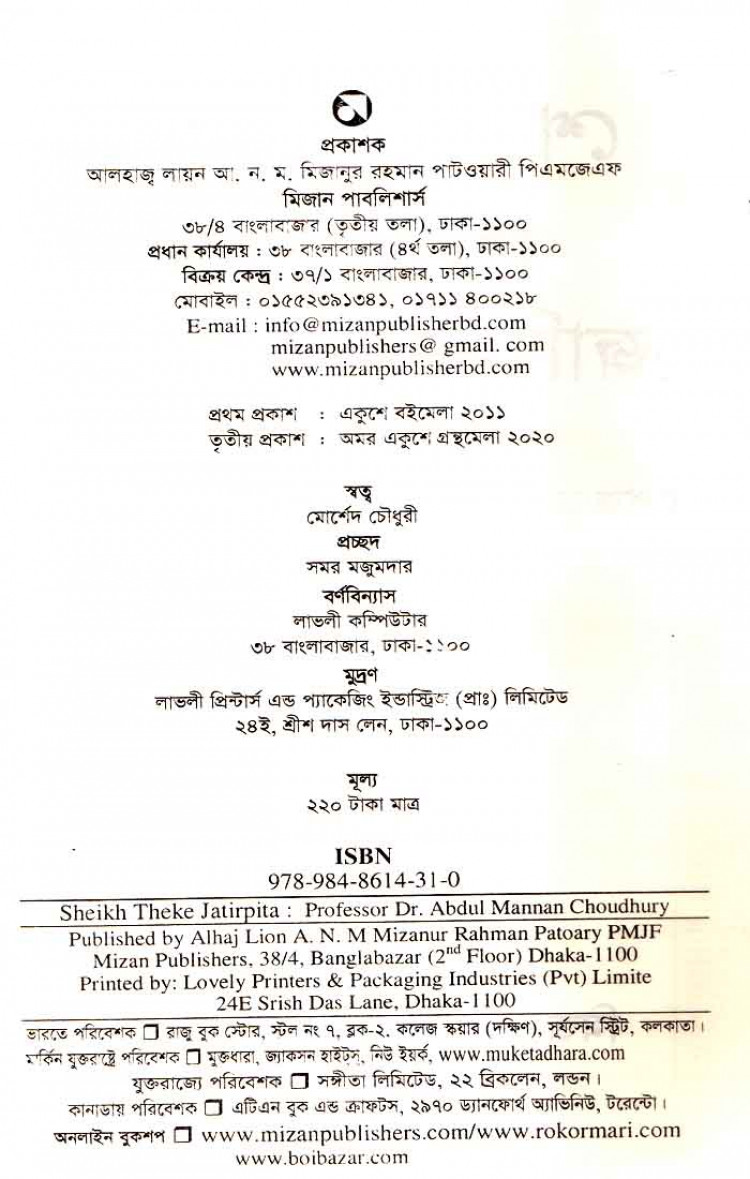 প্রকাশক
আলহাজ্ব লায়ন আ. ন. ম. মিজানুর রহমান পাটওয়ারী পিএমজেএফ
মিজান পাবলিশার্স
৩৮/৪ বাংলাবাজার (তৃতীয় তলা), ঢাকা-১১০০
প্রধান কার্যালয় : ৩৮ বাংলাবাজার (৪র্থ তলা), ঢাকা-১১০০
বিক্রয় কেন্দ্র : ৩৭/১ বাংলাবাজার, ঢাকা-১১০০
মোবাইল : ০১৫৫২৩৯১৩৪১, ০১৭১১ ৪০০২১৮
E-mail : info@mizanpublisherbd.com
mizanpublishers@ gmail. com
www.mizanpublisherbd.com
প্রথম প্রকাশ : একুশে বইমেলা ২০১১
তৃতীয় প্রকাশ : অমর একুশে গ্রন্থমেলা ২০২০
স্বত্ব
মোর্শেদ চৌধুরী
প্রচ্ছদ
সমর মজুমদার
বর্ণবিন্যাস
লাভলী কম্পিউটার
৩৮ বাংলাবাজার, ঢাকা-১১০০
মুদ্রণ
লাভলী প্রিন্টার্স এন্ড প্যাকেজিং ইন্ডাস্ট্রিজ (প্রাঃ) লিমিটেড
২৪ই, শ্রীশ দাস লেন, ঢাকা-১১০০
মূল্য
২২০ টাকা মাত্র
ISBN
978-984-8614-31-0
Sheikh Theke Jatirpita : Professor Dr. Abdul Mannan Choudhury
Published by Alhaj Lion A. N. M Mizanur Rahman Patoary PMJF
Mizan Publishers, 38/4, Banglabazar (2nd Floor) Dhaka-1100
Printed by: Lovely Printers & Packaging Industries (Pvt) Limite
24E Srish Das Lane, Dhaka-1100
ভারতে পরিবেশক ❐ রাজু বুক স্টোর, স্টল নং ৭, ব্লক-২. কলেজ স্কয়ার (দক্ষিণ), সূর্যসেন স্ট্রিট, কলকাতা।
মার্কিন যুক্তরাষ্ট্রে পরিবেশক ❐ মুক্তধারা, জ্যাকসন হাইট্স, নিউ ইয়র্ক, www.muketadhara.com
যুক্তরাজ্যে পরিবেশক ❐ সঙ্গীতা লিমিটেড, ২২ ব্রিকলেন, লন্ডন।
কানাডায় পরিবেশক ❐ এটিএন বুক এন্ড ক্রাফটস, ২৯৭০ ড্যানফোর্থ অ্যাভিনিউ, টরেন্টো।
অনলাইন বুকশপ ❐ www.mizanpublishers.com/www.rokormari.com
www.boibazar.com